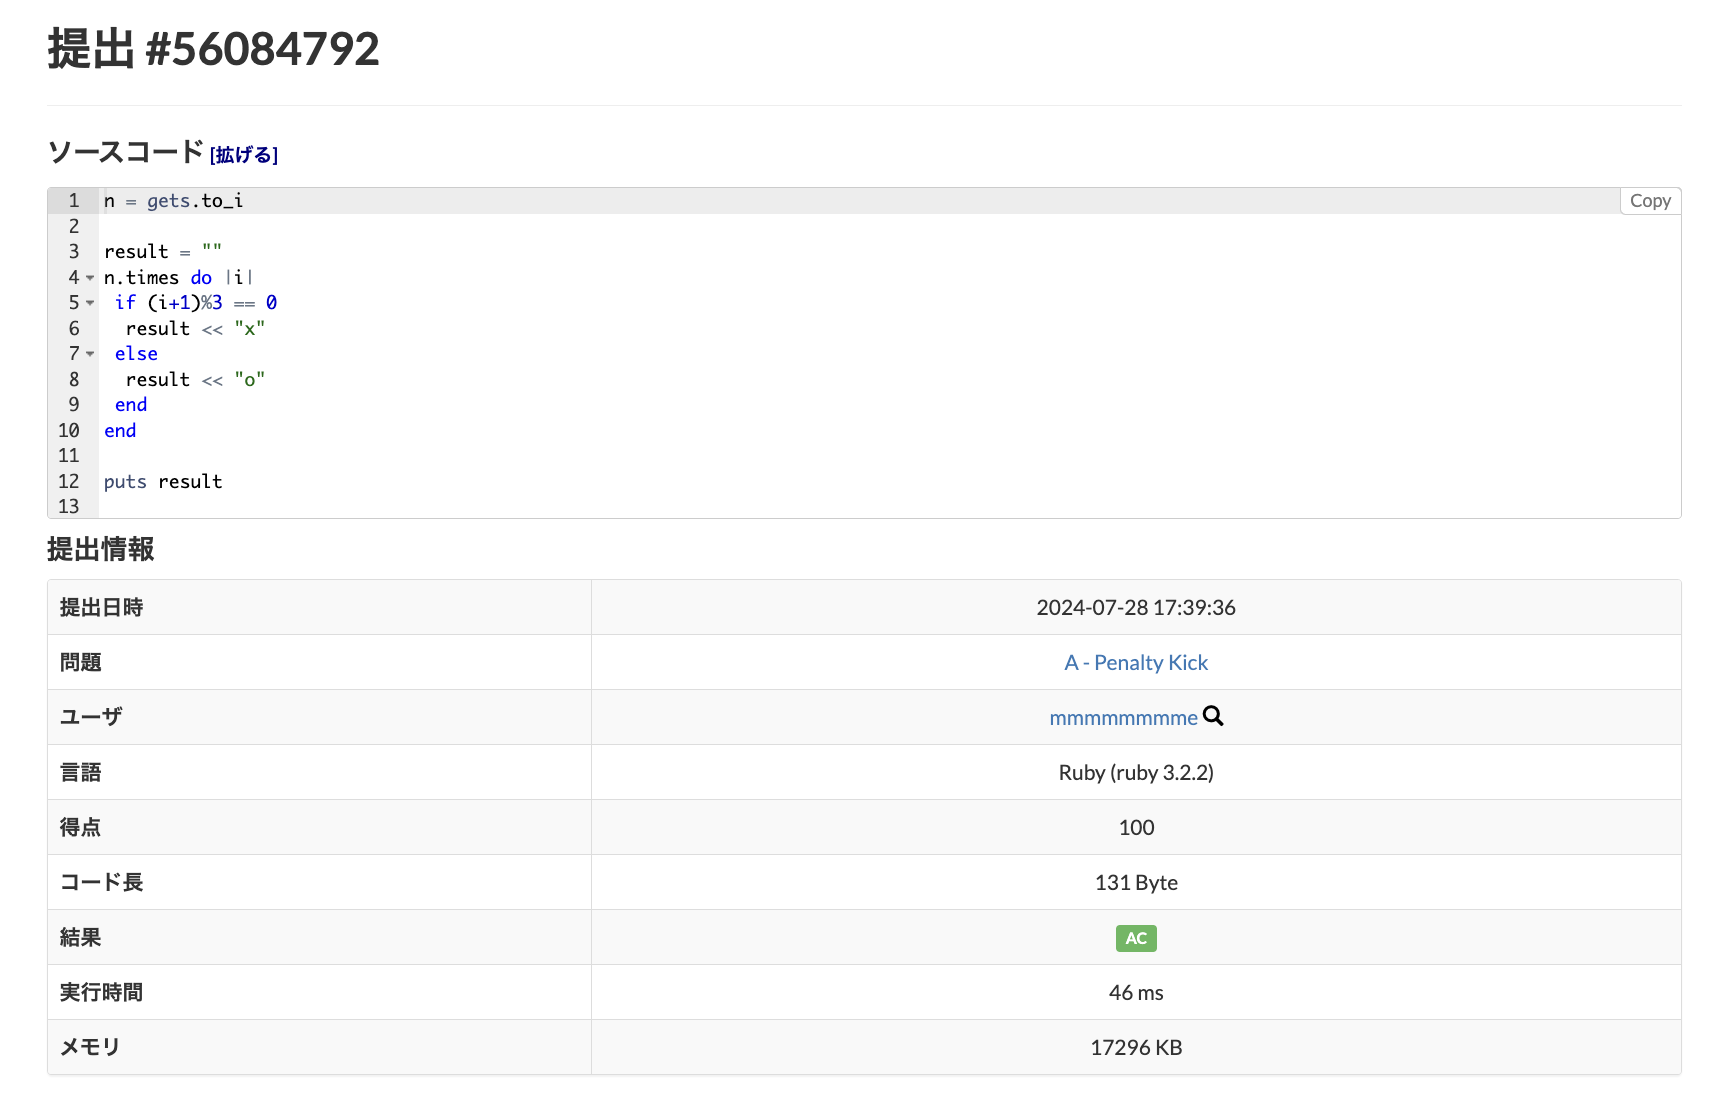 提出 #56084792
ソースコード [拡げる]
Copy
1 n = gets.to_i
2
3 result = ""
4 n.times do |i|
5  if (i+1)%3 == 0
6   result << "x"
7  else
8   result << "o"
9  end
10 end
11
12 puts result
13
提出情報
提出日時 2024-07-28 17:39:36
問題 A - Penalty Kick
ユーザ mmmmmmmme
言語 Ruby (ruby 3.2.2)
得点 100
コード長 131 Byte
結果 AC
実行時間 46 ms
メモリ 17296 KB